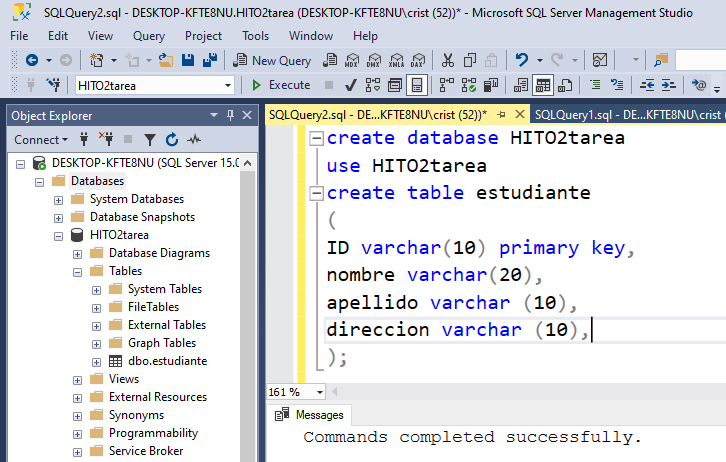 SQLQuery2.sql - DESKTOP-KFTE8NU.HITO2tarea (DESKTOP-KFTE8NU\crist (52))* - Microsoft SQL Server Management Studio
File Edit View Query Project Tools Window Help
New Query MDX DMX XMLA DAX
HITO2tarea Execute
Object Explorer
SQLQuery2.sql - DE...KFTE8NU\crist (52))* SQLQuery1.sql - DE...KFTE8NU\crist
Connect
DESKTOP-KFTE8NU (SQL Server 15.0
Databases
System Databases
Database Snapshots
HITO2tarea
Database Diagrams
Tables
System Tables
FileTables
External Tables
Graph Tables
dbo.estudiante
Views
External Resources
Synonyms
Programmability
Service Broker
create database HITO2tarea
use HITO2tarea
create table estudiante
(
ID varchar(10) primary key,
nombre varchar(20),
apellido varchar (10),
direccion varchar (10),
);
161 %
Messages
Commands completed successfully.